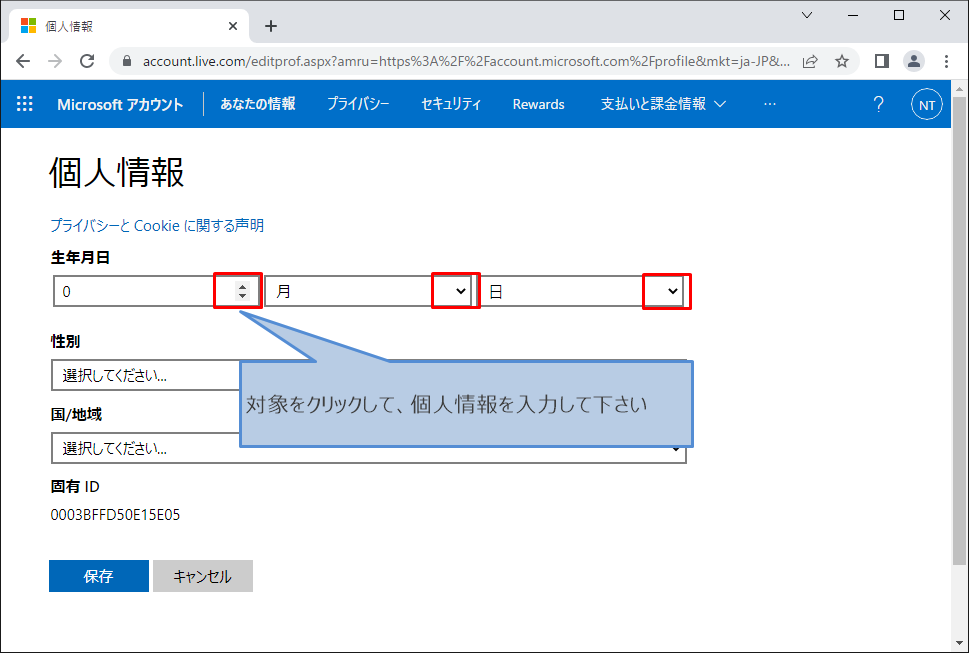 個人情報
account.live.com/editprof.aspx?amru=https%3A%2F%2Faccount.microsoft.com%2Fprofile&mkt=ja-JP&...
Microsoft アカウント あなたの情報 プライバシー セキュリティ Rewards 支払いと課金情報 ... ? NT
個人情報
プライバシーと Cookie に関する声明
生年月日
0 月 日
性別
選択してください...
対象をクリックして、個人情報を入力して下さい
国/地域
選択してください...
固有 ID
0003BFFD50E15E05
保存 キャンセル